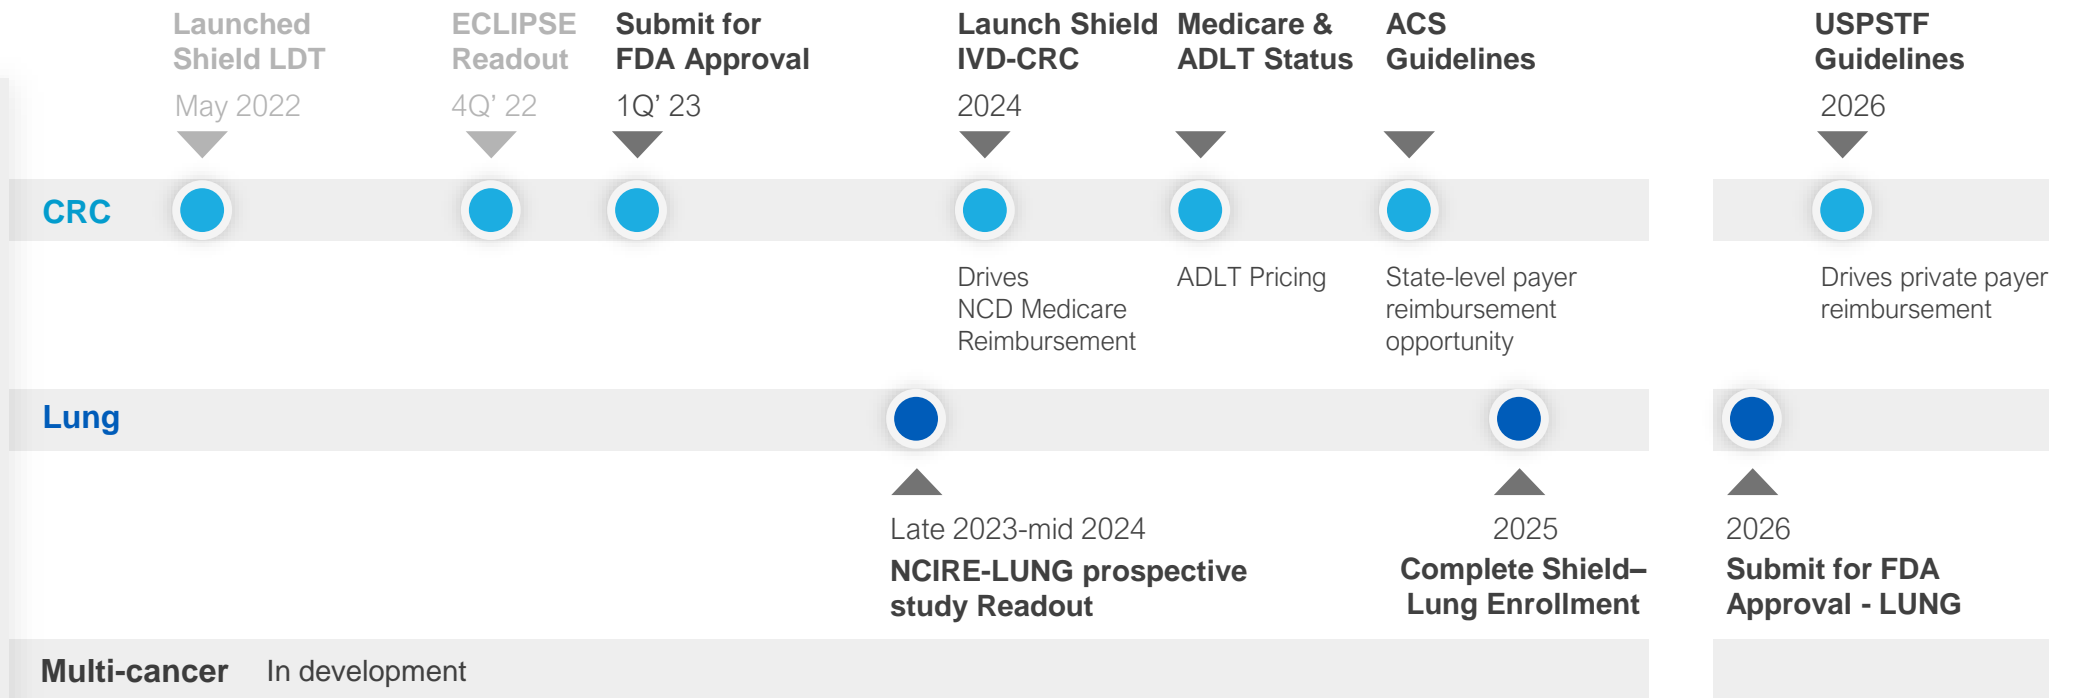 Launched
Shield LDT
May 2022
ECLIPSE
Readout
4Q’ 22
Submit for
FDA Approval
1Q’ 23
Launch Shield
IVD-CRC
2024
Medicare &
ADLT Status
ACS
Guidelines
USPSTF
Guidelines
2026
CRC
Drives
NCD Medicare
Reimbursement
ADLT Pricing
State-level payer
reimbursement
opportunity
Drives private payer
reimbursement
Lung
Late 2023-mid 2024
NCIRE-LUNG prospective
study Readout
2025
Complete Shield–
Lung Enrollment
2026
Submit for FDA
Approval - LUNG
Multi-cancer In development